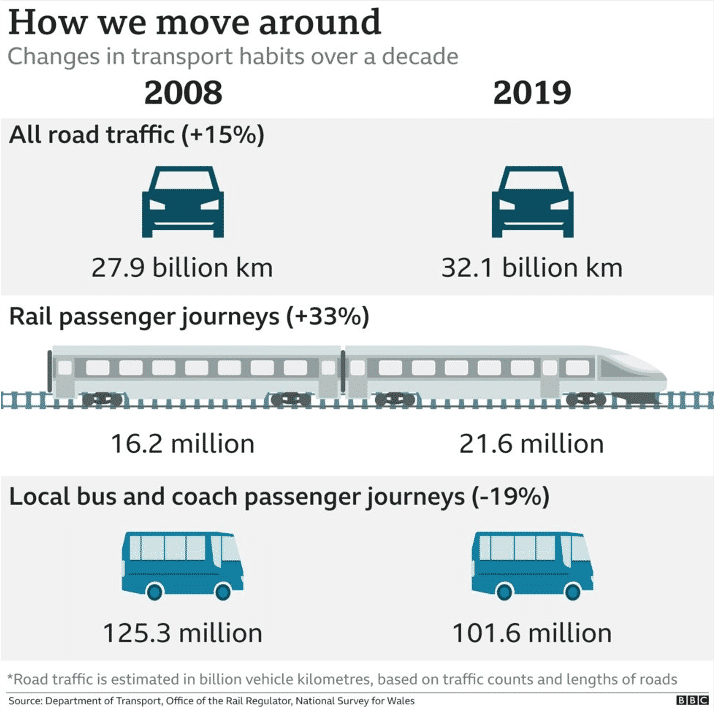 How we move around
Changes in transport habits over a decade
2008 2019
All road traffic (+15%)
27.9 billion km 32.1 billion km
Rail passenger journeys (+33%)
16.2 million 21.6 million
Local bus and coach passenger journeys (-19%)
125.3 million 101.6 million
*Road traffic is estimated in billion vehicle kilometres, based on traffic counts and lengths of roads
Source: Department of Transport, Office of the Rail Regulator, National Survey for Wales BBC